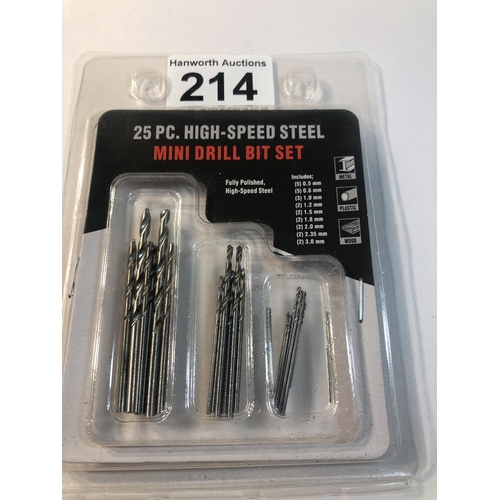 Hanworth Auctions
214
25 PC. HIGH-SPEED STEEL
MINI DRILL BIT SET
Fully Polished,
High-Speed Steel
Includes:
(5) 0.5 mm
(5) 0.6 mm
(3) 1.0 mm
(2) 1.2 mm
(2) 1.5 mm
(2) 1.8 mm
(2) 2.0 mm
(2) 2.35 mm
(2) 3.0 mm
METAL
PLASTIC
WOOD